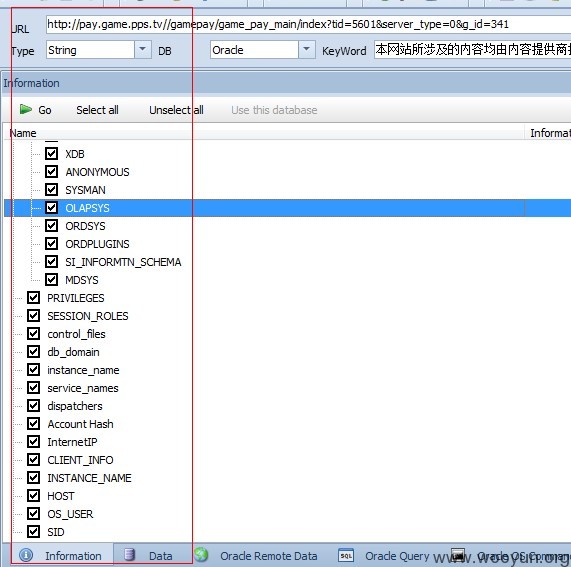 URL http://pay.game.pps.tv//gamepay/game_pay_main/index?tid=5601&server_type=0&g_id=341
Type String DB Oracle KeyWord 本网站所涉及的内容均由内容提供商
Information
Go Select all Unselect all Use this database
Name Informat
XDB
ANONYMOUS
SYSMAN
OLAPSYS
ORDSYS
ORDPLUGINS
SI_INFORMTN_SCHEMA
MDSYS
PRIVILEGES
SESSION_ROLES
control_files
db_domain
instance_name
service_names
dispatchers
Account Hash
InternetIP
CLIENT_INFO
INSTANCE_NAME
HOST
OS_USER
SID
Information Data Oracle Remote Data SQL Oracle Query Oracle OS Command
www.wooyun.org